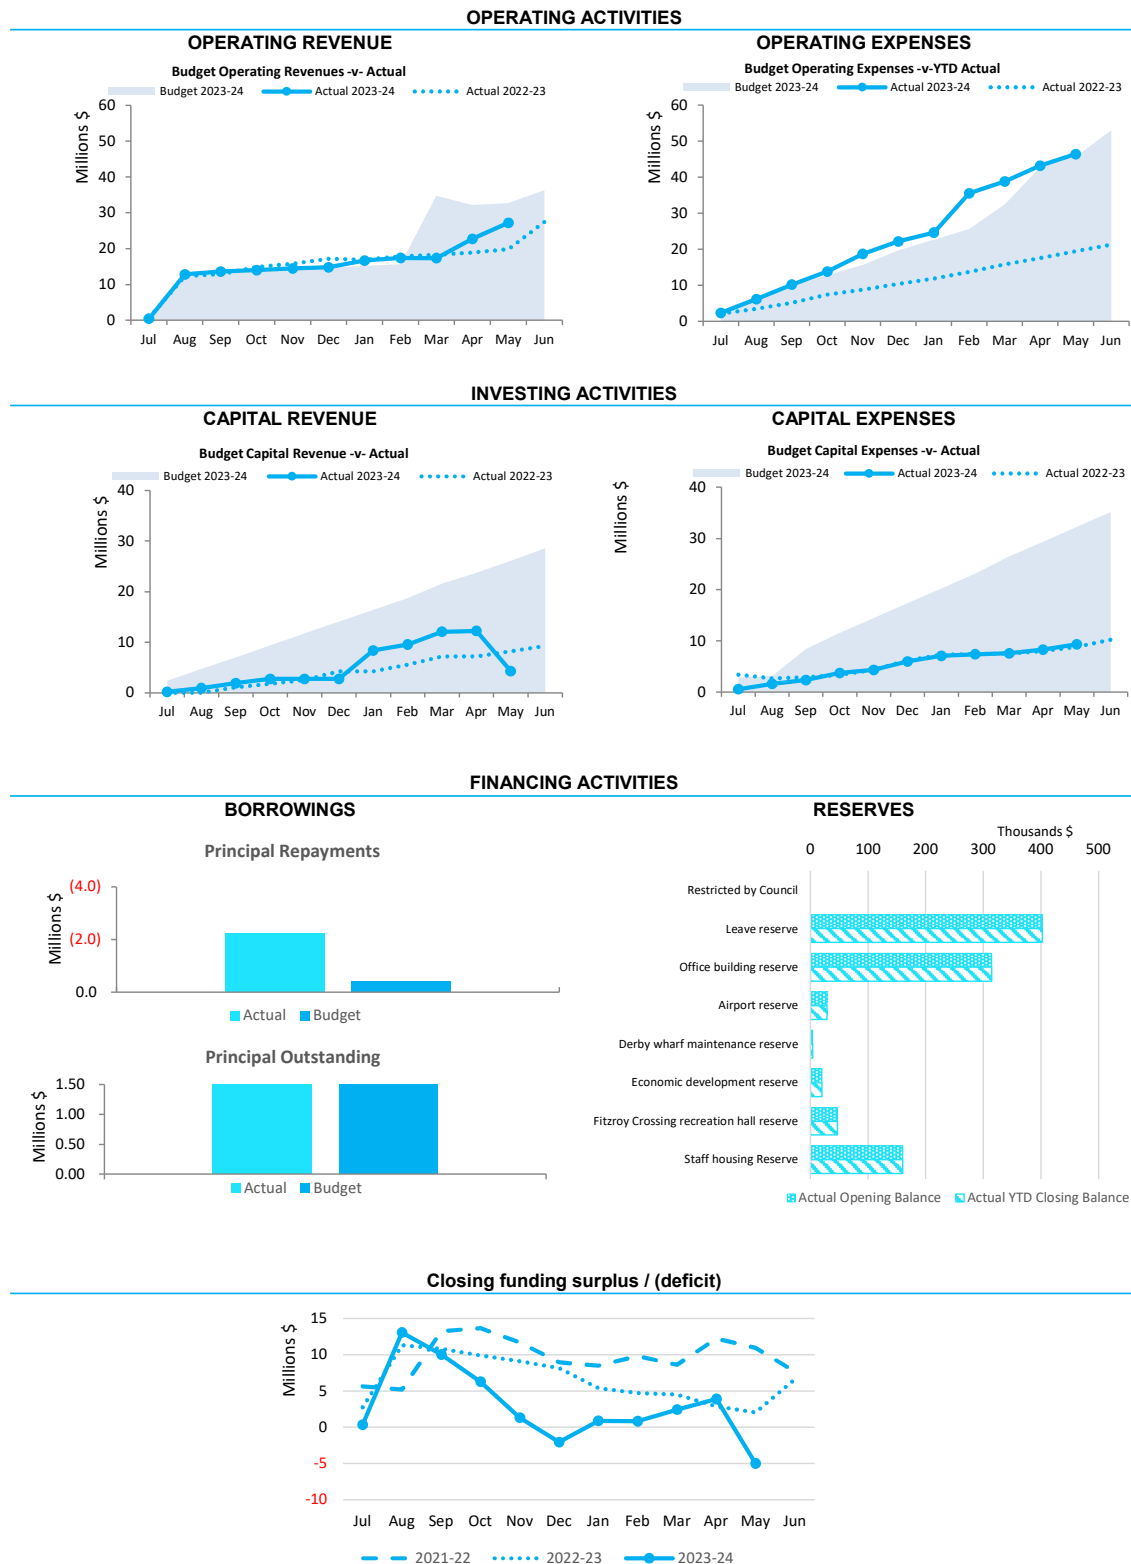 OPERATING ACTIVITIES
OPERATING REVENUE
Budget Operating Revenues -v- Actual
Budget 2023-24 Actual 2023-24 Actual 2022-23
Millions $
60
50
40
30
20
10
0
Jul Aug Sep Oct Nov Dec Jan Feb Mar Apr May Jun
OPERATING EXPENSES
Budget Operating Expenses -v-YTD Actual
Budget 2023-24 Actual 2023-24 Actual 2022-23
Millions $
60
50
40
30
20
10
0
Jul Aug Sep Oct Nov Dec Jan Feb Mar Apr May Jun
INVESTING ACTIVITIES
CAPITAL REVENUE
Budget Capital Revenue -v- Actual
Budget 2023-24 Actual 2023-24 Actual 2022-23
Millions $
40
30
20
10
0
Jul Aug Sep Oct Nov Dec Jan Feb Mar Apr May Jun
CAPITAL EXPENSES
Budget Capital Expenses -v- Actual
Budget 2023-24 Actual 2023-24 Actual 2022-23
Millions $
40
30
20
10
0
Jul Aug Sep Oct Nov Dec Jan Feb Mar Apr May Jun
FINANCING ACTIVITIES
BORROWINGS
Principal Repayments
Millions $
(4.0)
(2.0)
0.0
Actual Budget
Principal Outstanding
Millions $
1.50
1.00
0.50
0.00
Actual Budget
RESERVES
Thousands $
0 100 200 300 400 500
Restricted by Council
Leave reserve
Office building reserve
Airport reserve
Derby wharf maintenance reserve
Economic development reserve
Fitzroy Crossing recreation hall reserve
Staff housing Reserve
Actual Opening Balance Actual YTD Closing Balance
Closing funding surplus / (deficit)
Millions $
15
10
5
0
-5
-10
Jul Aug Sep Oct Nov Dec Jan Feb Mar Apr May Jun
2021-22 2022-23 2023-24